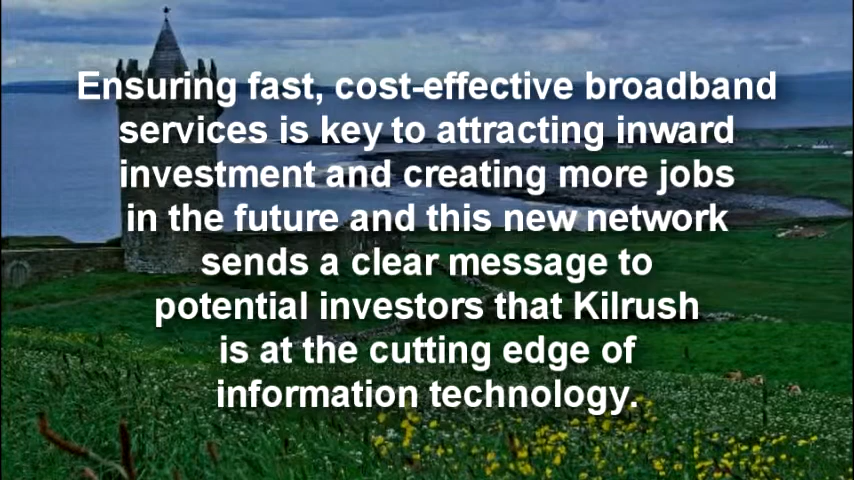 Ensuring fast, cost-effective broadband
services is key to attracting inward
investment and creating more jobs
in the future and this new network
sends a clear message to
potential investors that Kilrush
is at the cutting edge of
information technology.